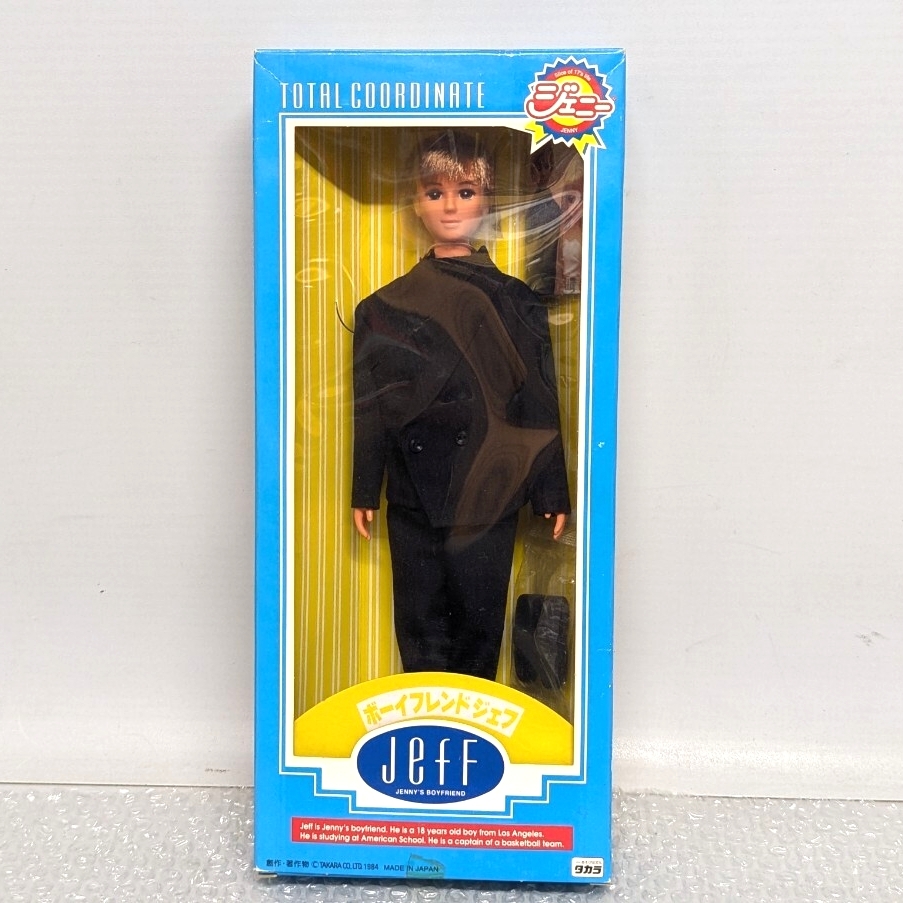 TOTAL COORDINATE
Slice of 17's life
ジェニー
JENNY
ボーイフレンドジェフ
Jeff
JENNY'S BOYFRIEND
Jeff is Jenny's boyfriend. He is a 18 years old boy from Los Angeles.
He is studying at American School. He is a captain of a basketball team.
創作・著作物 © TAKARA CO., LTD 1984 MADE IN JAPAN
タカラ